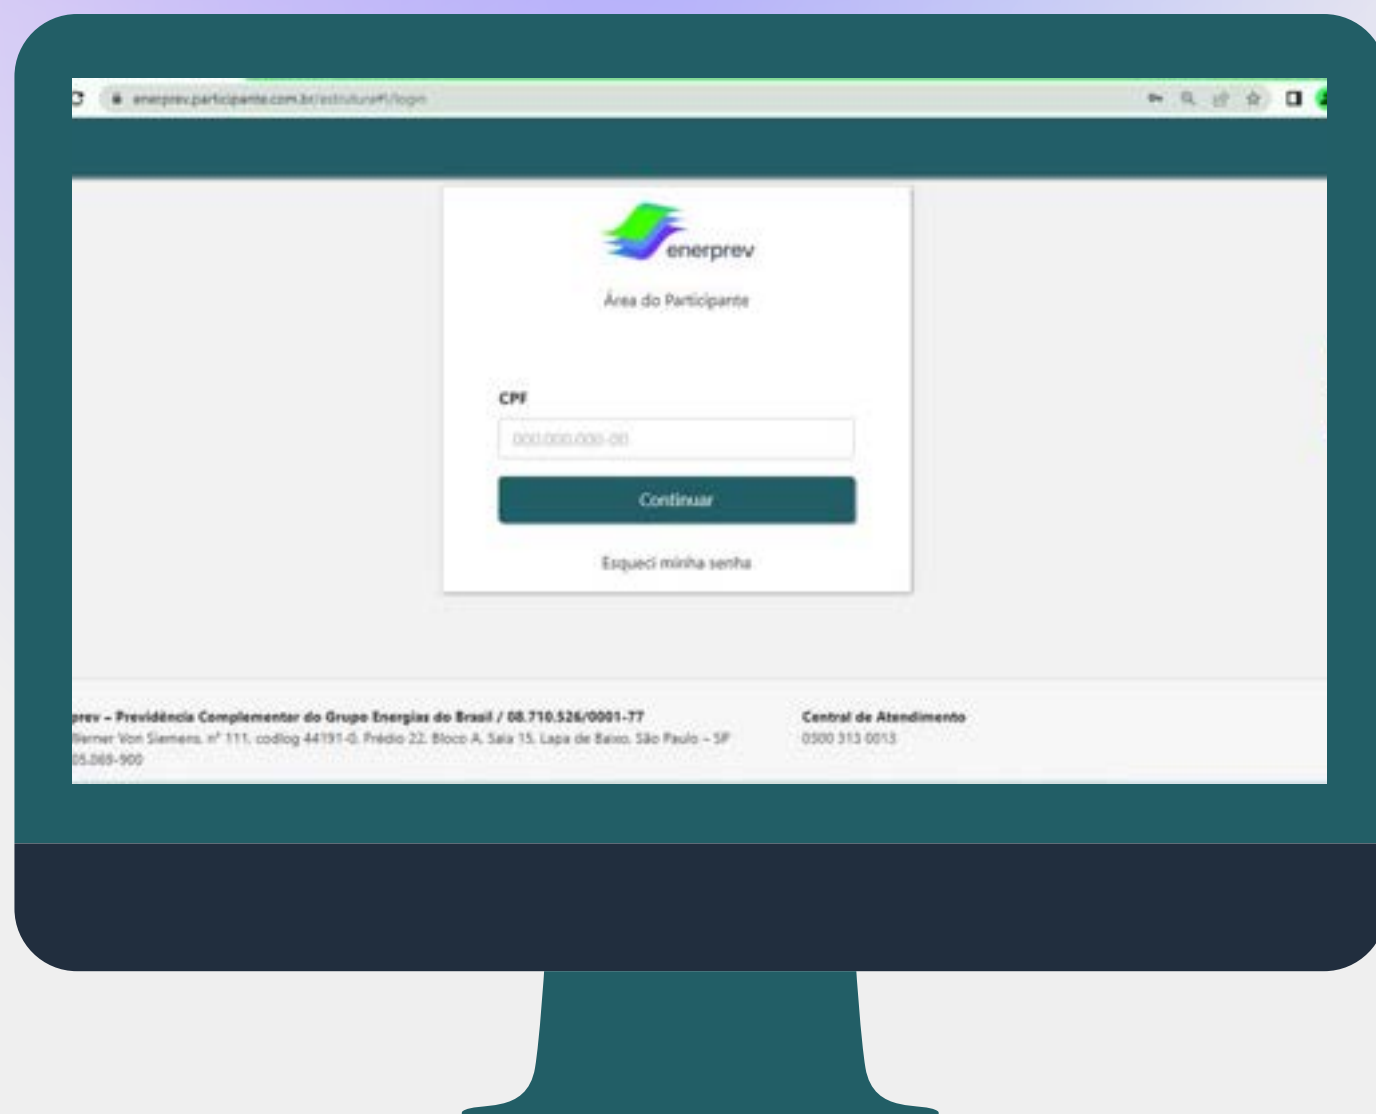 enerprev.participante.com.br/estrutura#!/login
enerprev
Área do Participante
CPF
000.000.000-00
Continuar
Esqueci minha senha
prev – Previdência Complementar do Grupo Energias do Brasil / 08.710.526/0001-77
Werner Von Siemens, nº 111, codlog 44191-0, Prédio 22, Bloco A, Sala 15, Lapa de Baixo, São Paulo – SP
05.069-900
Central de Atendimento
0300 313 0013